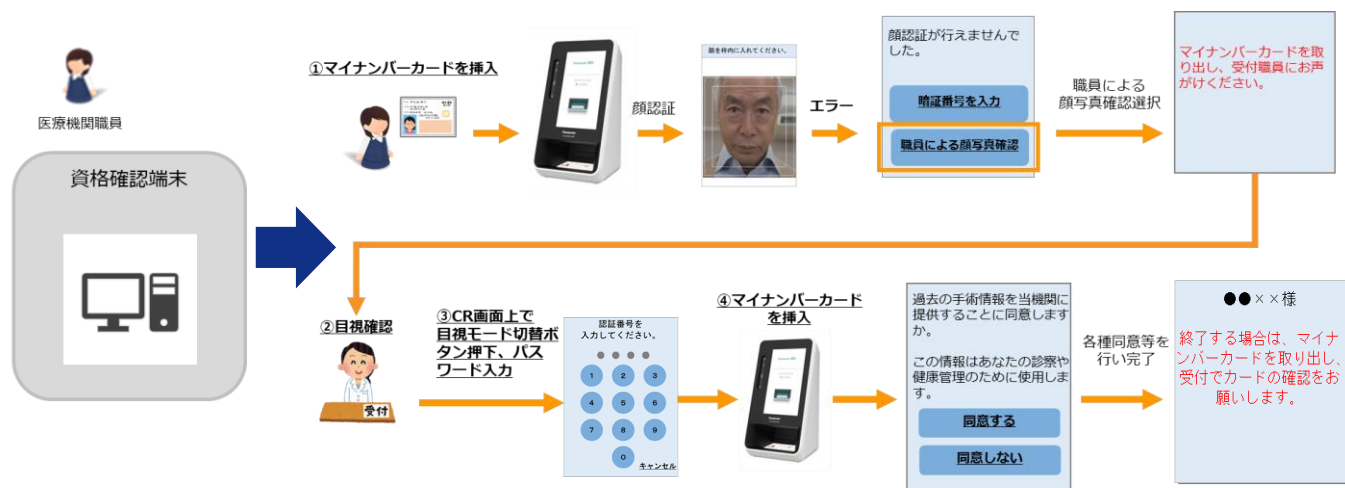 医療機関職員
資格確認端末
①マイナンバーカードを挿入
顔認証
顔を枠内に入れてください。
エラー
顔認証が行えませんで
した。
暗証番号を入力
職員による顔写真確認
職員による
顔写真確認選択
マイナンバーカードを取
り出し、受付職員にお声
がけください。
②目視確認
受付
③CR画面上で
目視モード切替ボ
タン押下、パス
ワード入力
認証番号を
入力してください。
1 2 3
4 5 6
7 8 9
0
キャンセル
④マイナンバーカード
を挿入
過去の手術情報を当機関に
提供することに同意します
か。
この情報はあなたの診察や
健康管理のために使用しま
す。
同意する
同意しない
各種同意等を
行い完了
●●××様
終了する場合は、マイナ
ンバーカードを取り出し、
受付でカードの確認をお
願いします。